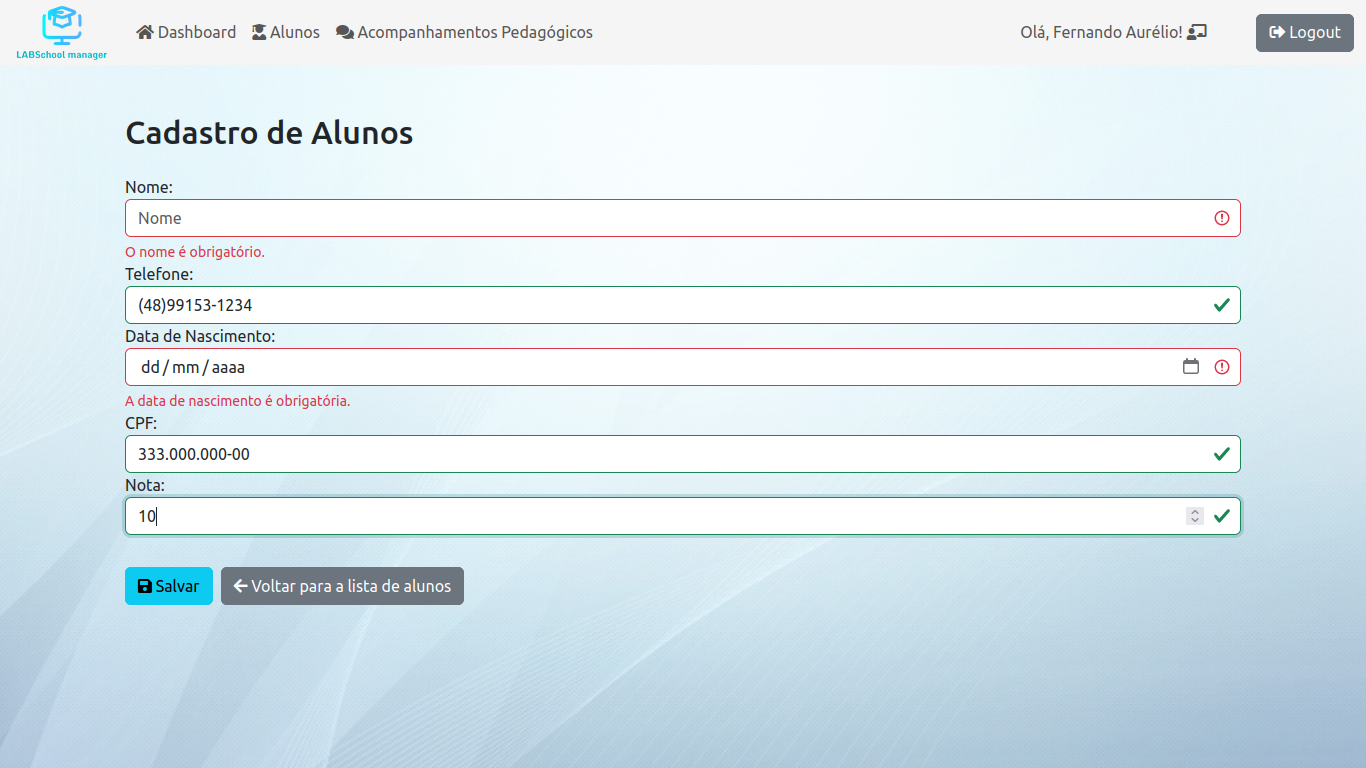 LABSchool manager
Dashboard Alunos Acompanhamentos Pedagógicos Olá, Fernando Aurélio! Logout
Cadastro de Alunos
Nome:
Nome
O nome é obrigatório.
Telefone:
(48)99153-1234
Data de Nascimento:
dd/mm/aaaa
A data de nascimento é obrigatória.
CPF:
333.000.000-00
Nota:
10
Salvar Voltar para a lista de alunos